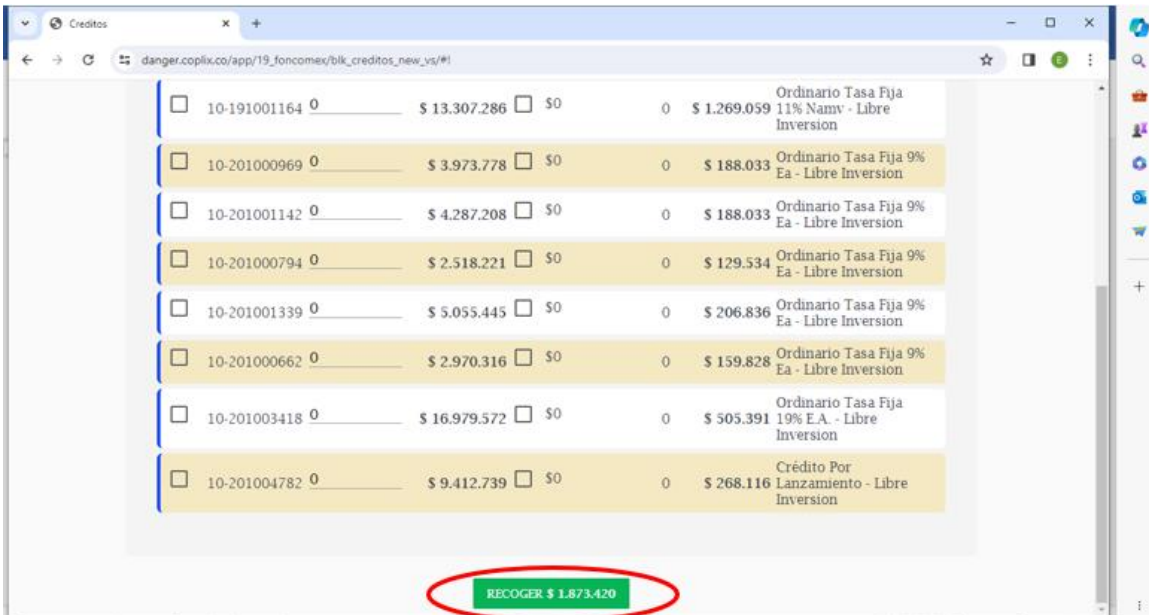 Creditos
danger.coplix.co/app/19_foncomex/blk_creditos_new_vs/#!
E
10-191001164 0 $ 13.307.286 $0 0 $ 1.269.059 Ordinario Tasa Fija
11% Namv - Libre
Inversion
10-201000969 0 $ 3.973.778 $0 0 $ 188.033 Ordinario Tasa Fija 9%
Ea - Libre Inversion
10-201001142 0 $ 4.287.208 $0 0 $ 188.033 Ordinario Tasa Fija 9%
Ea - Libre Inversion
10-201000794 0 $ 2.518.221 $0 0 $ 129.534 Ordinario Tasa Fija 9%
Ea - Libre Inversion
10-201001339 0 $ 5.055.445 $0 0 $ 206.836 Ordinario Tasa Fija 9%
Ea - Libre Inversion
10-201000662 0 $ 2.970.316 $0 0 $ 159.828 Ordinario Tasa Fija 9%
Ea - Libre Inversion
10-201003418 0 $ 16.979.572 $0 0 $ 505.391 Ordinario Tasa Fija
19% E.A. - Libre
Inversion
10-201004782 0 $ 9.412.739 $0 0 $ 268.116 Crédito Por
Lanzamiento - Libre
Inversion
RECOGER $ 1.873.420